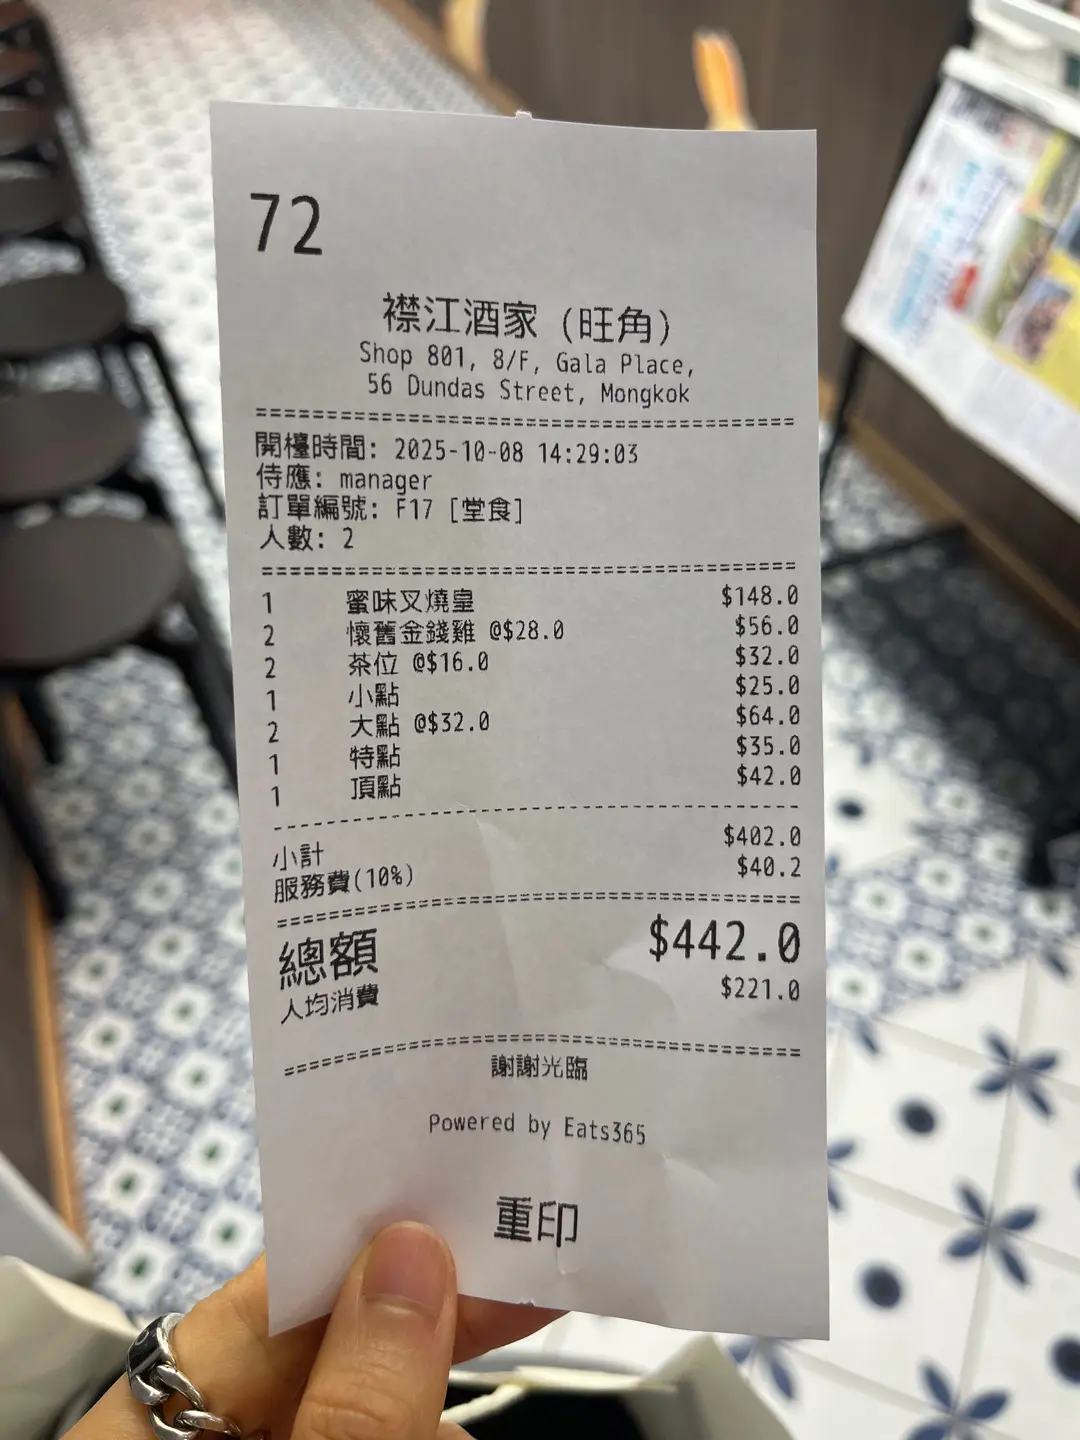 72
襟江酒家 (旺角)
Shop 801, 8/F, Gala Place,
56 Dundas Street, Mongkok
開檯時間: 2025-10-08 14:29:03
侍應: manager
訂單編號: F17 [堂食]
人數: 2
1 蜜味叉燒皇 $148.0
2 懷舊金錢雞 @$28.0 $56.0
2 茶位 @$16.0 $32.0
1 小點 $25.0
2 大點 @$32.0 $64.0
1 特點 $35.0
1 頂點 $42.0
小計 $402.0
服務費(10%) $40.2
總額 $442.0
人均消費 $221.0
謝謝光臨
Powered by Eats365
重印